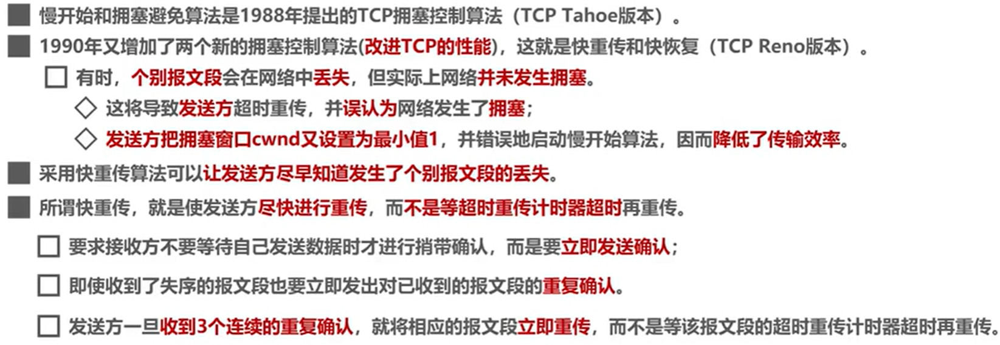 慢开始和拥塞避免算法是1988年提出的TCP拥塞控制算法（TCP Tahoe版本）。
1990年又增加了两个新的拥塞控制算法(改进TCP的性能)，这就是快重传和快恢复（TCP Reno版本）。
有时，个别报文段会在网络中丢失，但实际上网络并未发生拥塞。
这将导致发送方超时重传，并误认为网络发生了拥塞；
发送方把拥塞窗口cwnd又设置为最小值1，并错误地启动慢开始算法，因而降低了传输效率。
采用快重传算法可以让发送方尽早知道发生了个别报文段的丢失。
所谓快重传，就是使发送方尽快进行重传，而不是等超时重传计时器超时再重传。
要求接收方不要等待自己发送数据时才进行捎带确认，而是要立即发送确认；
即使收到了失序的报文段也要立即发出对已收到的报文段的重复确认。
发送方一旦收到3个连续的重复确认，就将相应的报文段立即重传，而不是等该报文段的超时重传计时器超时再重传。